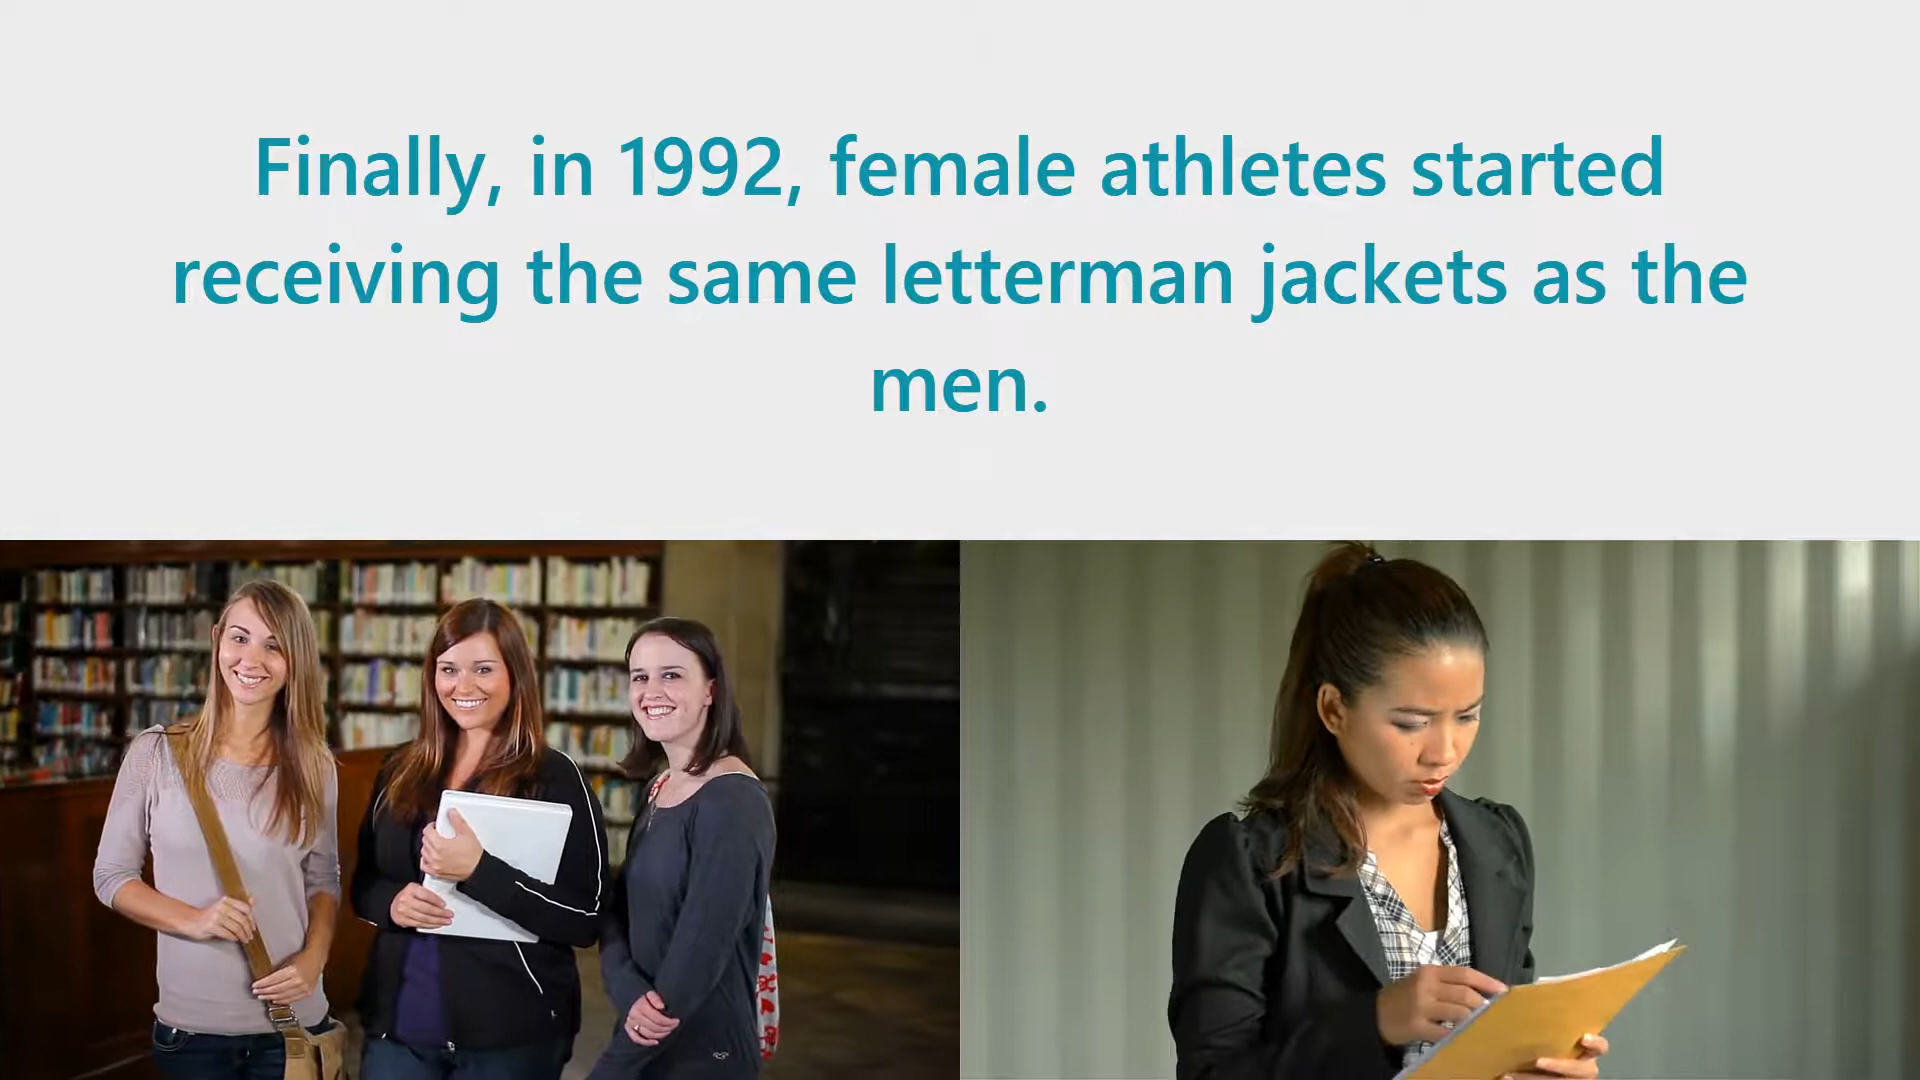 Finally, in 1992, female athletes started
receiving the same letterman jackets as the
men.